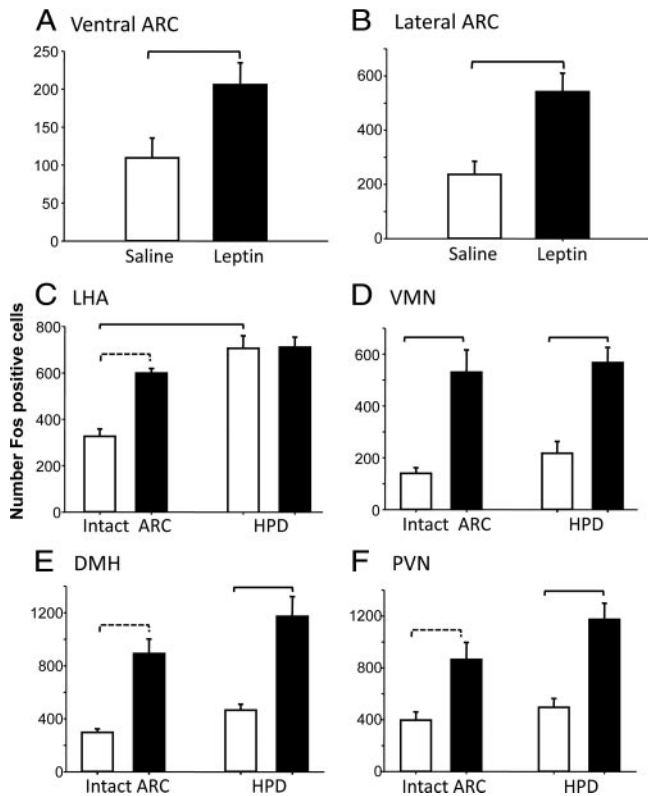 A Ventral ARC
250
200
150
100
50
0
Saline Leptin
B Lateral ARC
600
400
200
0
Saline Leptin
Number Fos positive cells
C LHA
800
600
400
200
0
Intact ARC HPD
D VMN
600
400
200
0
Intact ARC HPD
E DMH
1200
800
400
0
Intact ARC HPD
F PVN
1200
800
400
0
Intact ARC HPD